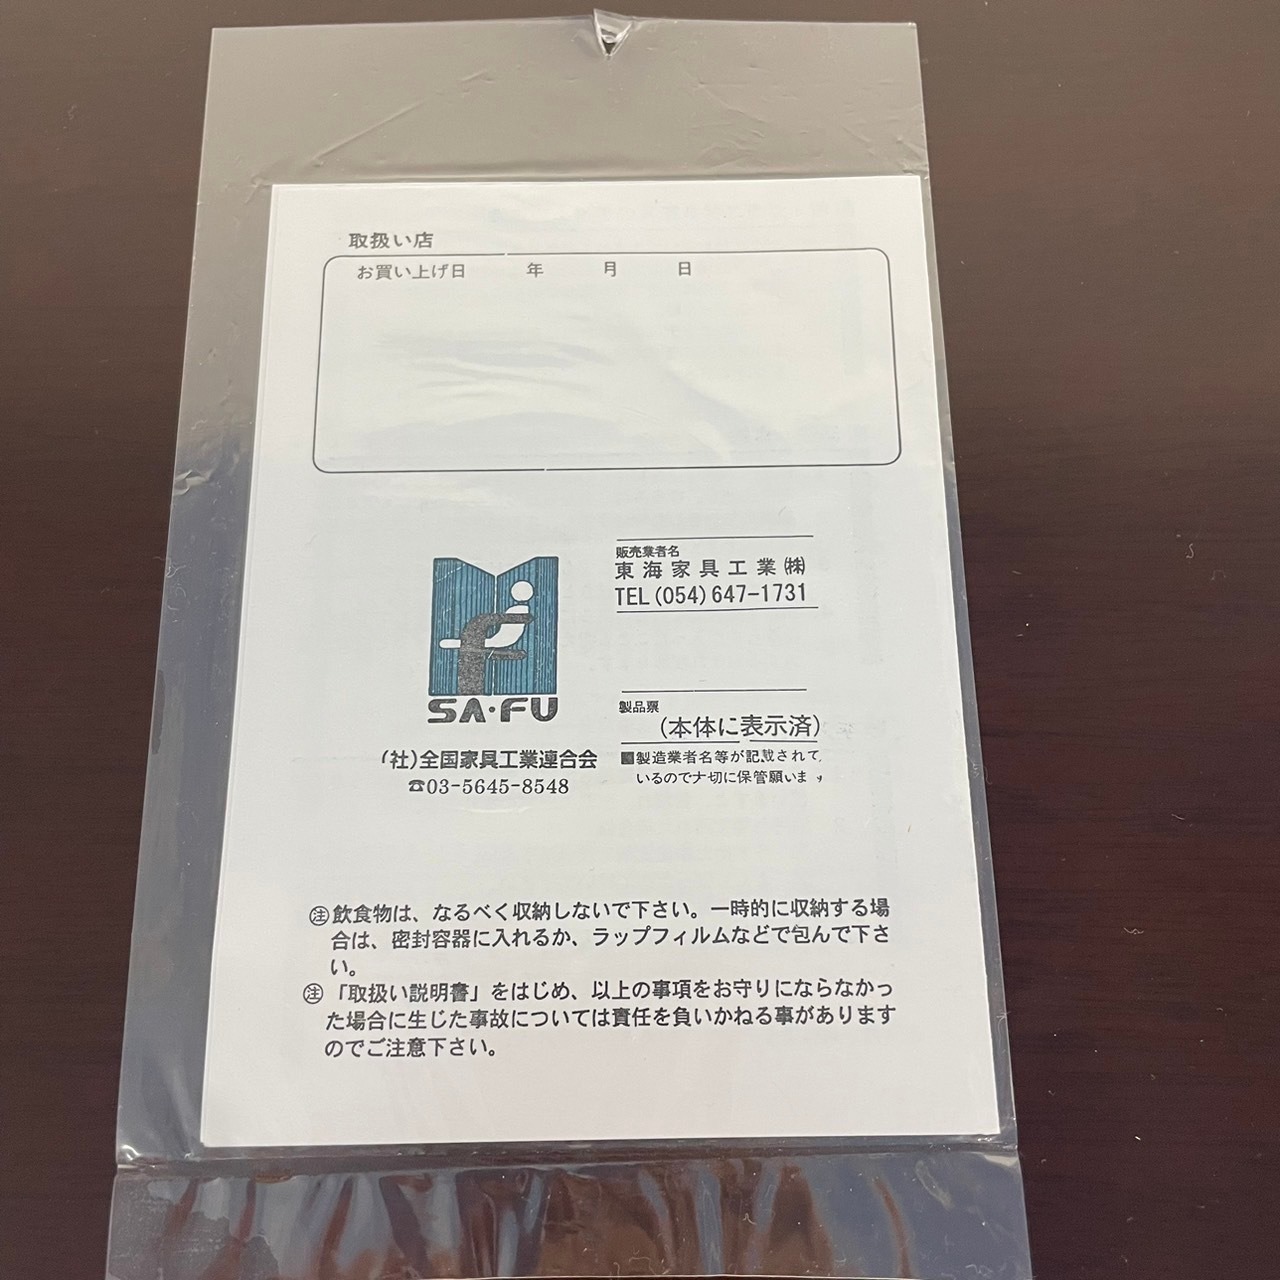 取扱い店
お買い上げ日 年 月 日
販売業者名
東海家具工業㈱
TEL(054)647-1731
SA・FU
(社)全国家具工業連合会
☎03-5645-8548
製品票
(本体に表示済)
製造業者名等が記載されて
いるので大切に保管願いま
㊟飲食物は、なるべく収納しないで下さい。一時的に収納する場
合は、密封容器に入れるか、ラップフィルムなどで包んで下さ
い。
㊟「取扱い説明書」をはじめ、以上の事項をお守りにならなかっ
た場合に生じた事故については責任を負いかねる事があります
のでご注意下さい。